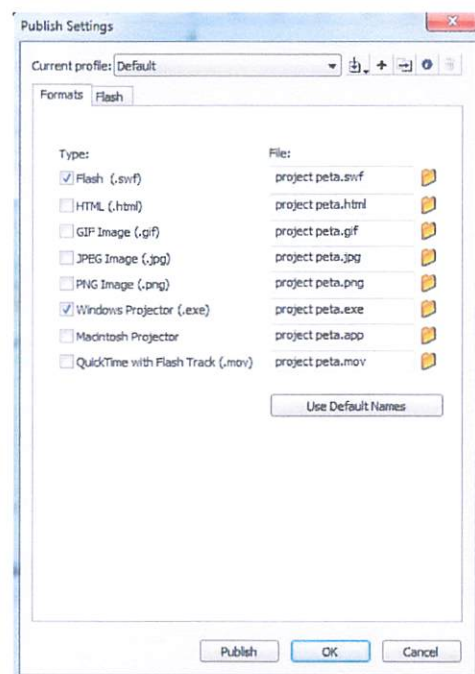 Publish Settings
Current profile: Default
Formats Flash
Type: File:
Flash (.swf) project peta.swf
HTML (.html) project peta.html
GIF Image (.gif) project peta.gif
JPEG Image (.jpg) project peta.jpg
PNG Image (.png) project peta.png
Windows Projector (.exe) project peta.exe
Macintosh Projector project peta.app
QuickTime with Flash Track (.mov) project peta.mov
Use Default Names
Publish OK Cancel